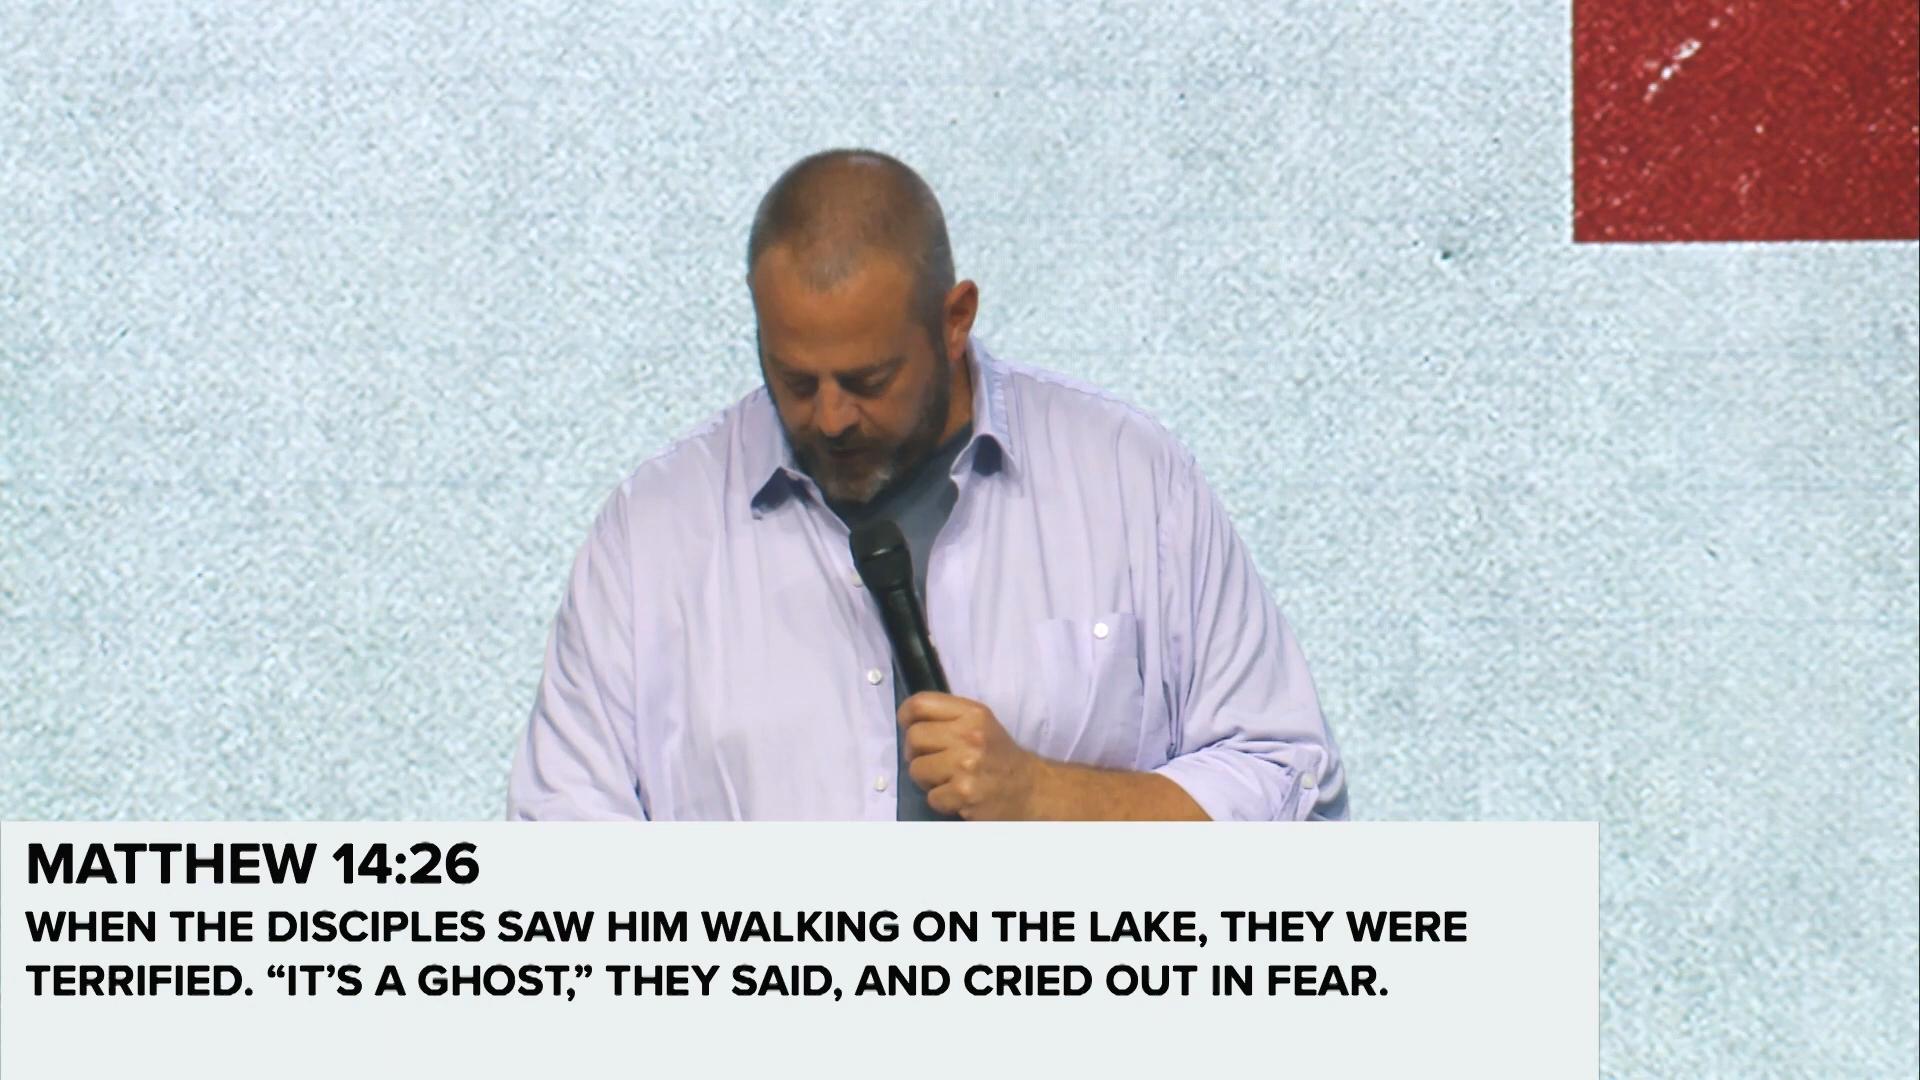 MATTHEW 14:26
WHEN THE DISCIPLES SAW HIM WALKING ON THE LAKE, THEY WERE
TERRIFIED. “IT’S A GHOST,” THEY SAID, AND CRIED OUT IN FEAR.